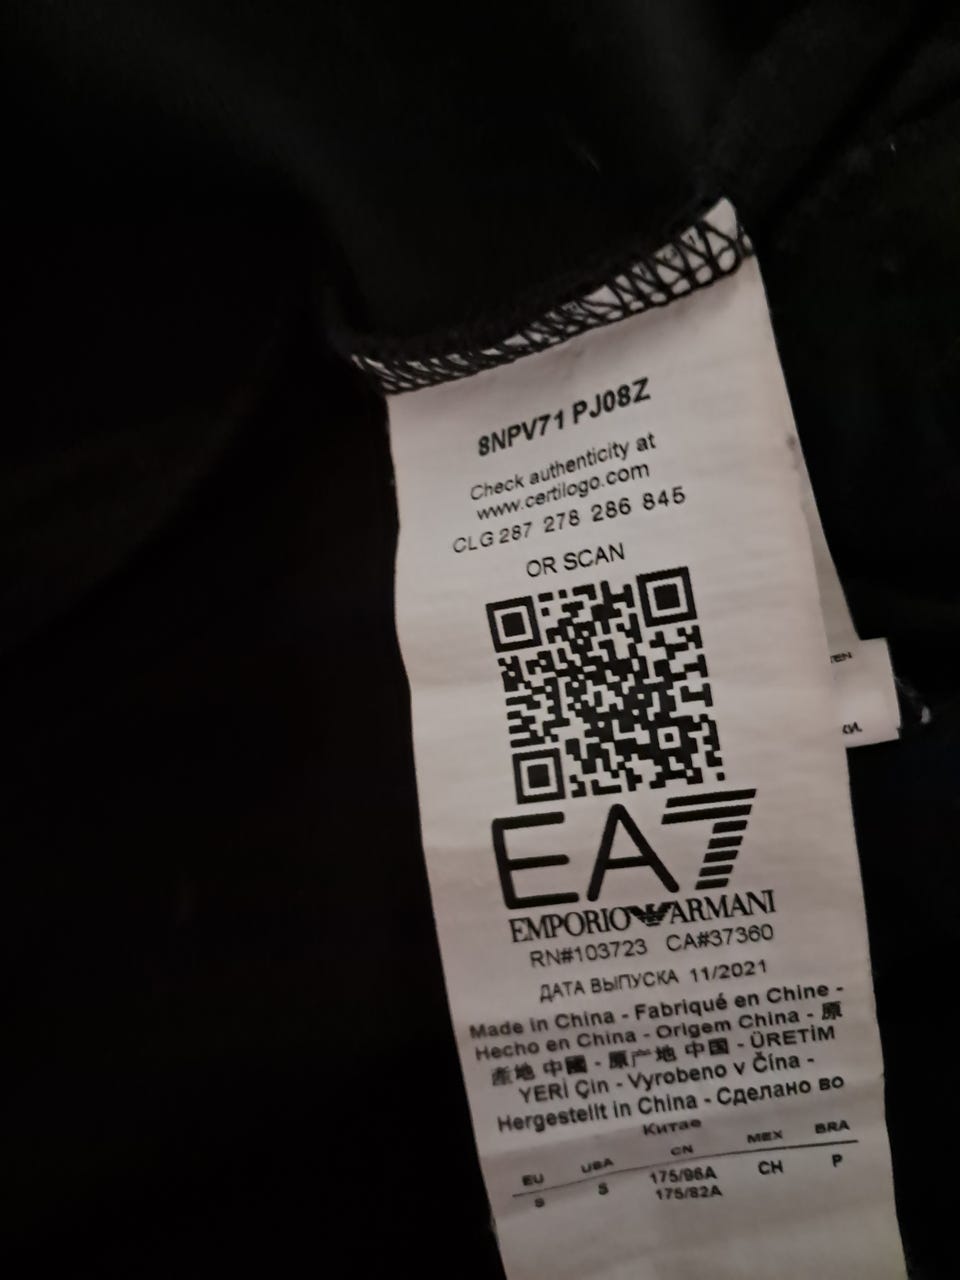 8NPV71 PJ08Z
Check authenticity at
www.certilogo.com
CLG 287 278 286 845
OR SCAN
EA7
EMPORIO ARMANI
RN#103723 CA#37360
ДАТА ВЫПУСКА 11/2021
Made in China - Fabriqué en Chine -
Hecho en China - Origem China - 原
產地 中國 - 原产地 中国 - ÜRETİM
YERİ Çin - Vyrobeno v Čína -
Hergestellt in China - Сделано во
Китае
EU USA CN MEX BRA
S S 175/96A CH P
175/82A